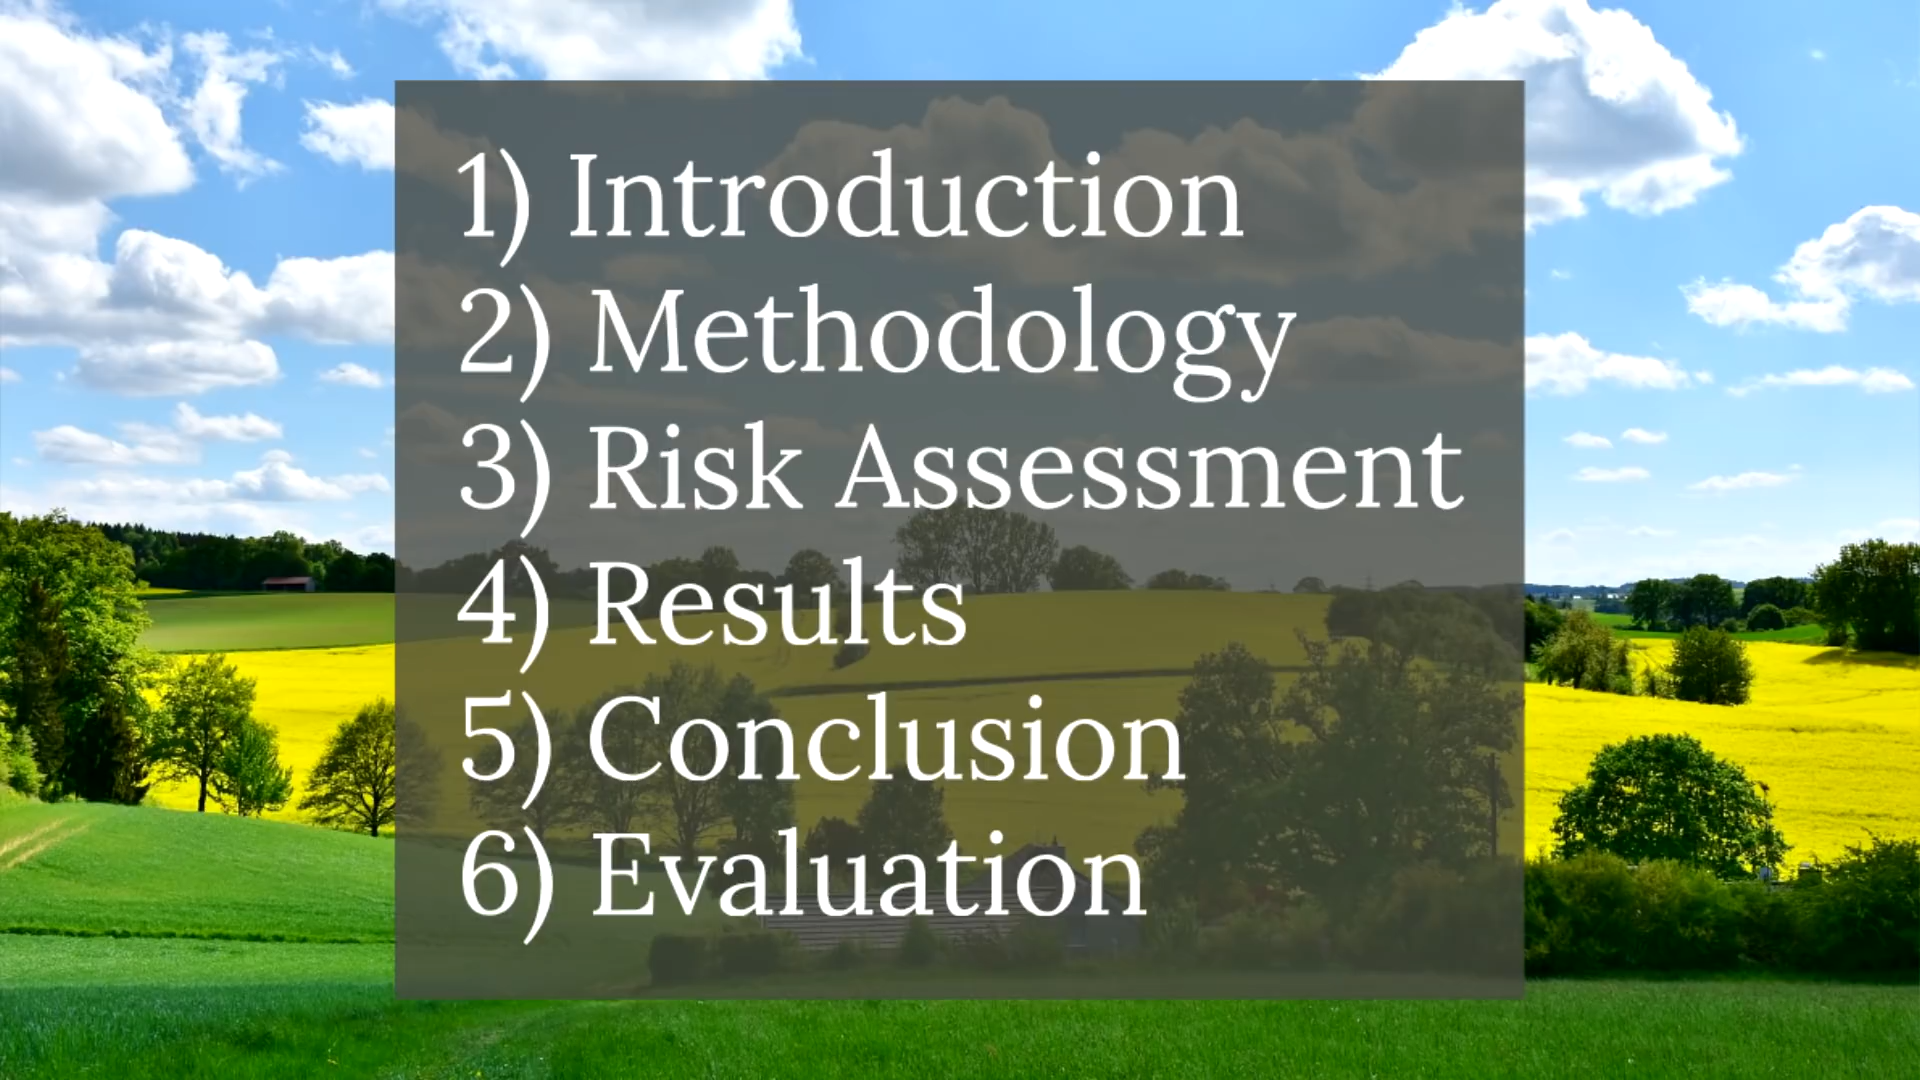 1) Introduction
2) Methodology
3) Risk Assessment
4) Results
5) Conclusion
6) Evaluation